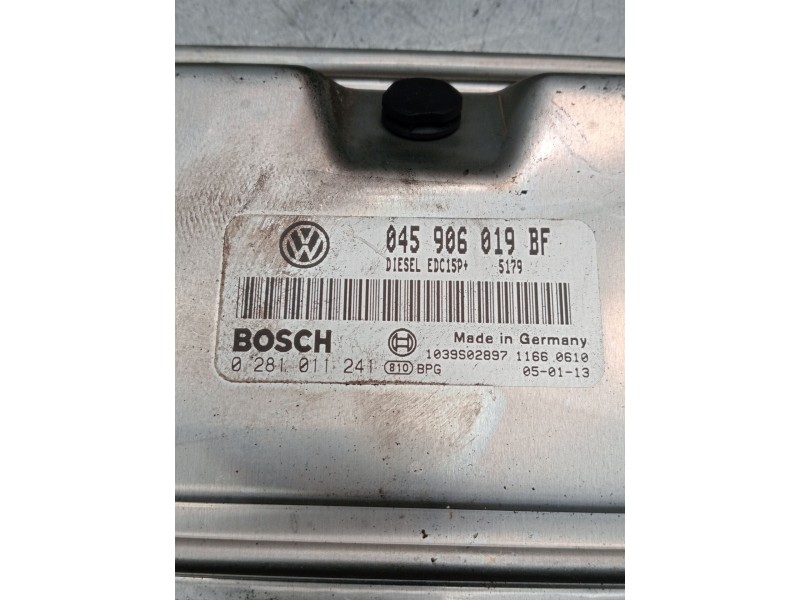 VW 045 906 019 BF
DIESEL EDC15P+ 5179
BOSCH Made in Germany
1039S02897 1166 0610
0 281 011 241 810 BPG 05-01-13